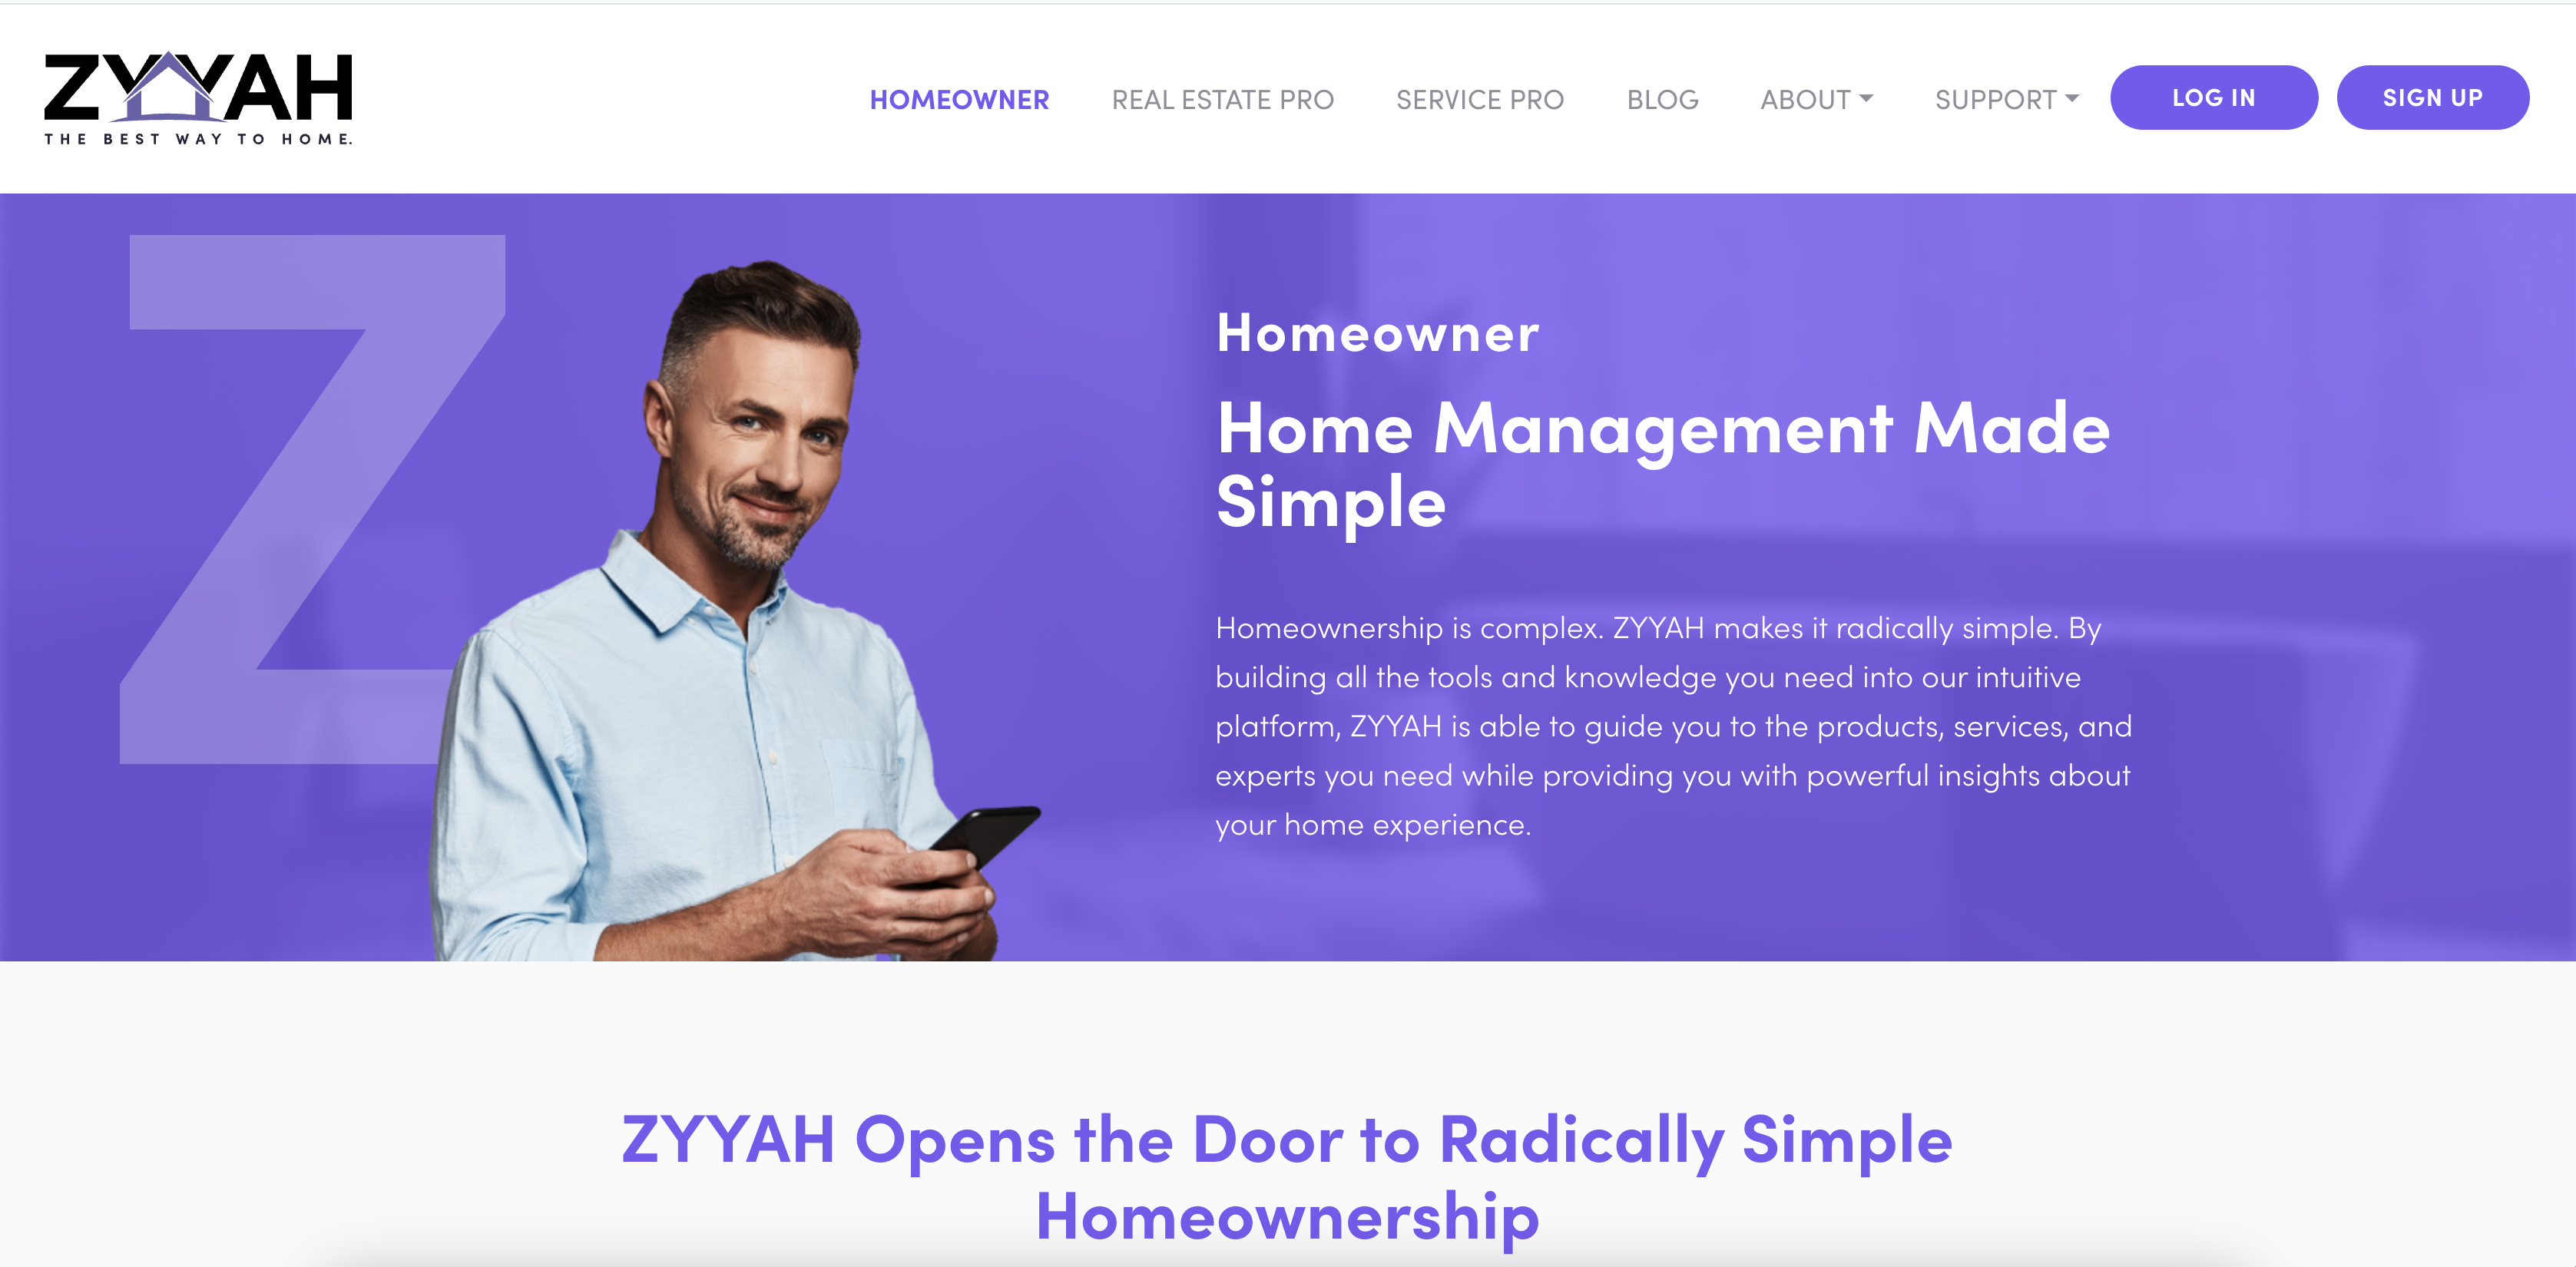 ZYYAH
THE BEST WAY TO HOME.
HOMEOWNER
REAL ESTATE PRO
SERVICE PRO
BLOG
ABOUT
SUPPORT
LOG IN
SIGN UP
Z
Homeowner
Home Management Made
Simple
Homeownership is complex. ZYYAH makes it radically simple. By
building all the tools and knowledge you need into our intuitive
platform, ZYYAH is able to guide you to the products, services, and
experts you need while providing you with powerful insights about
your home experience.
ZYYAH Opens the Door to Radically Simple
Homeownership